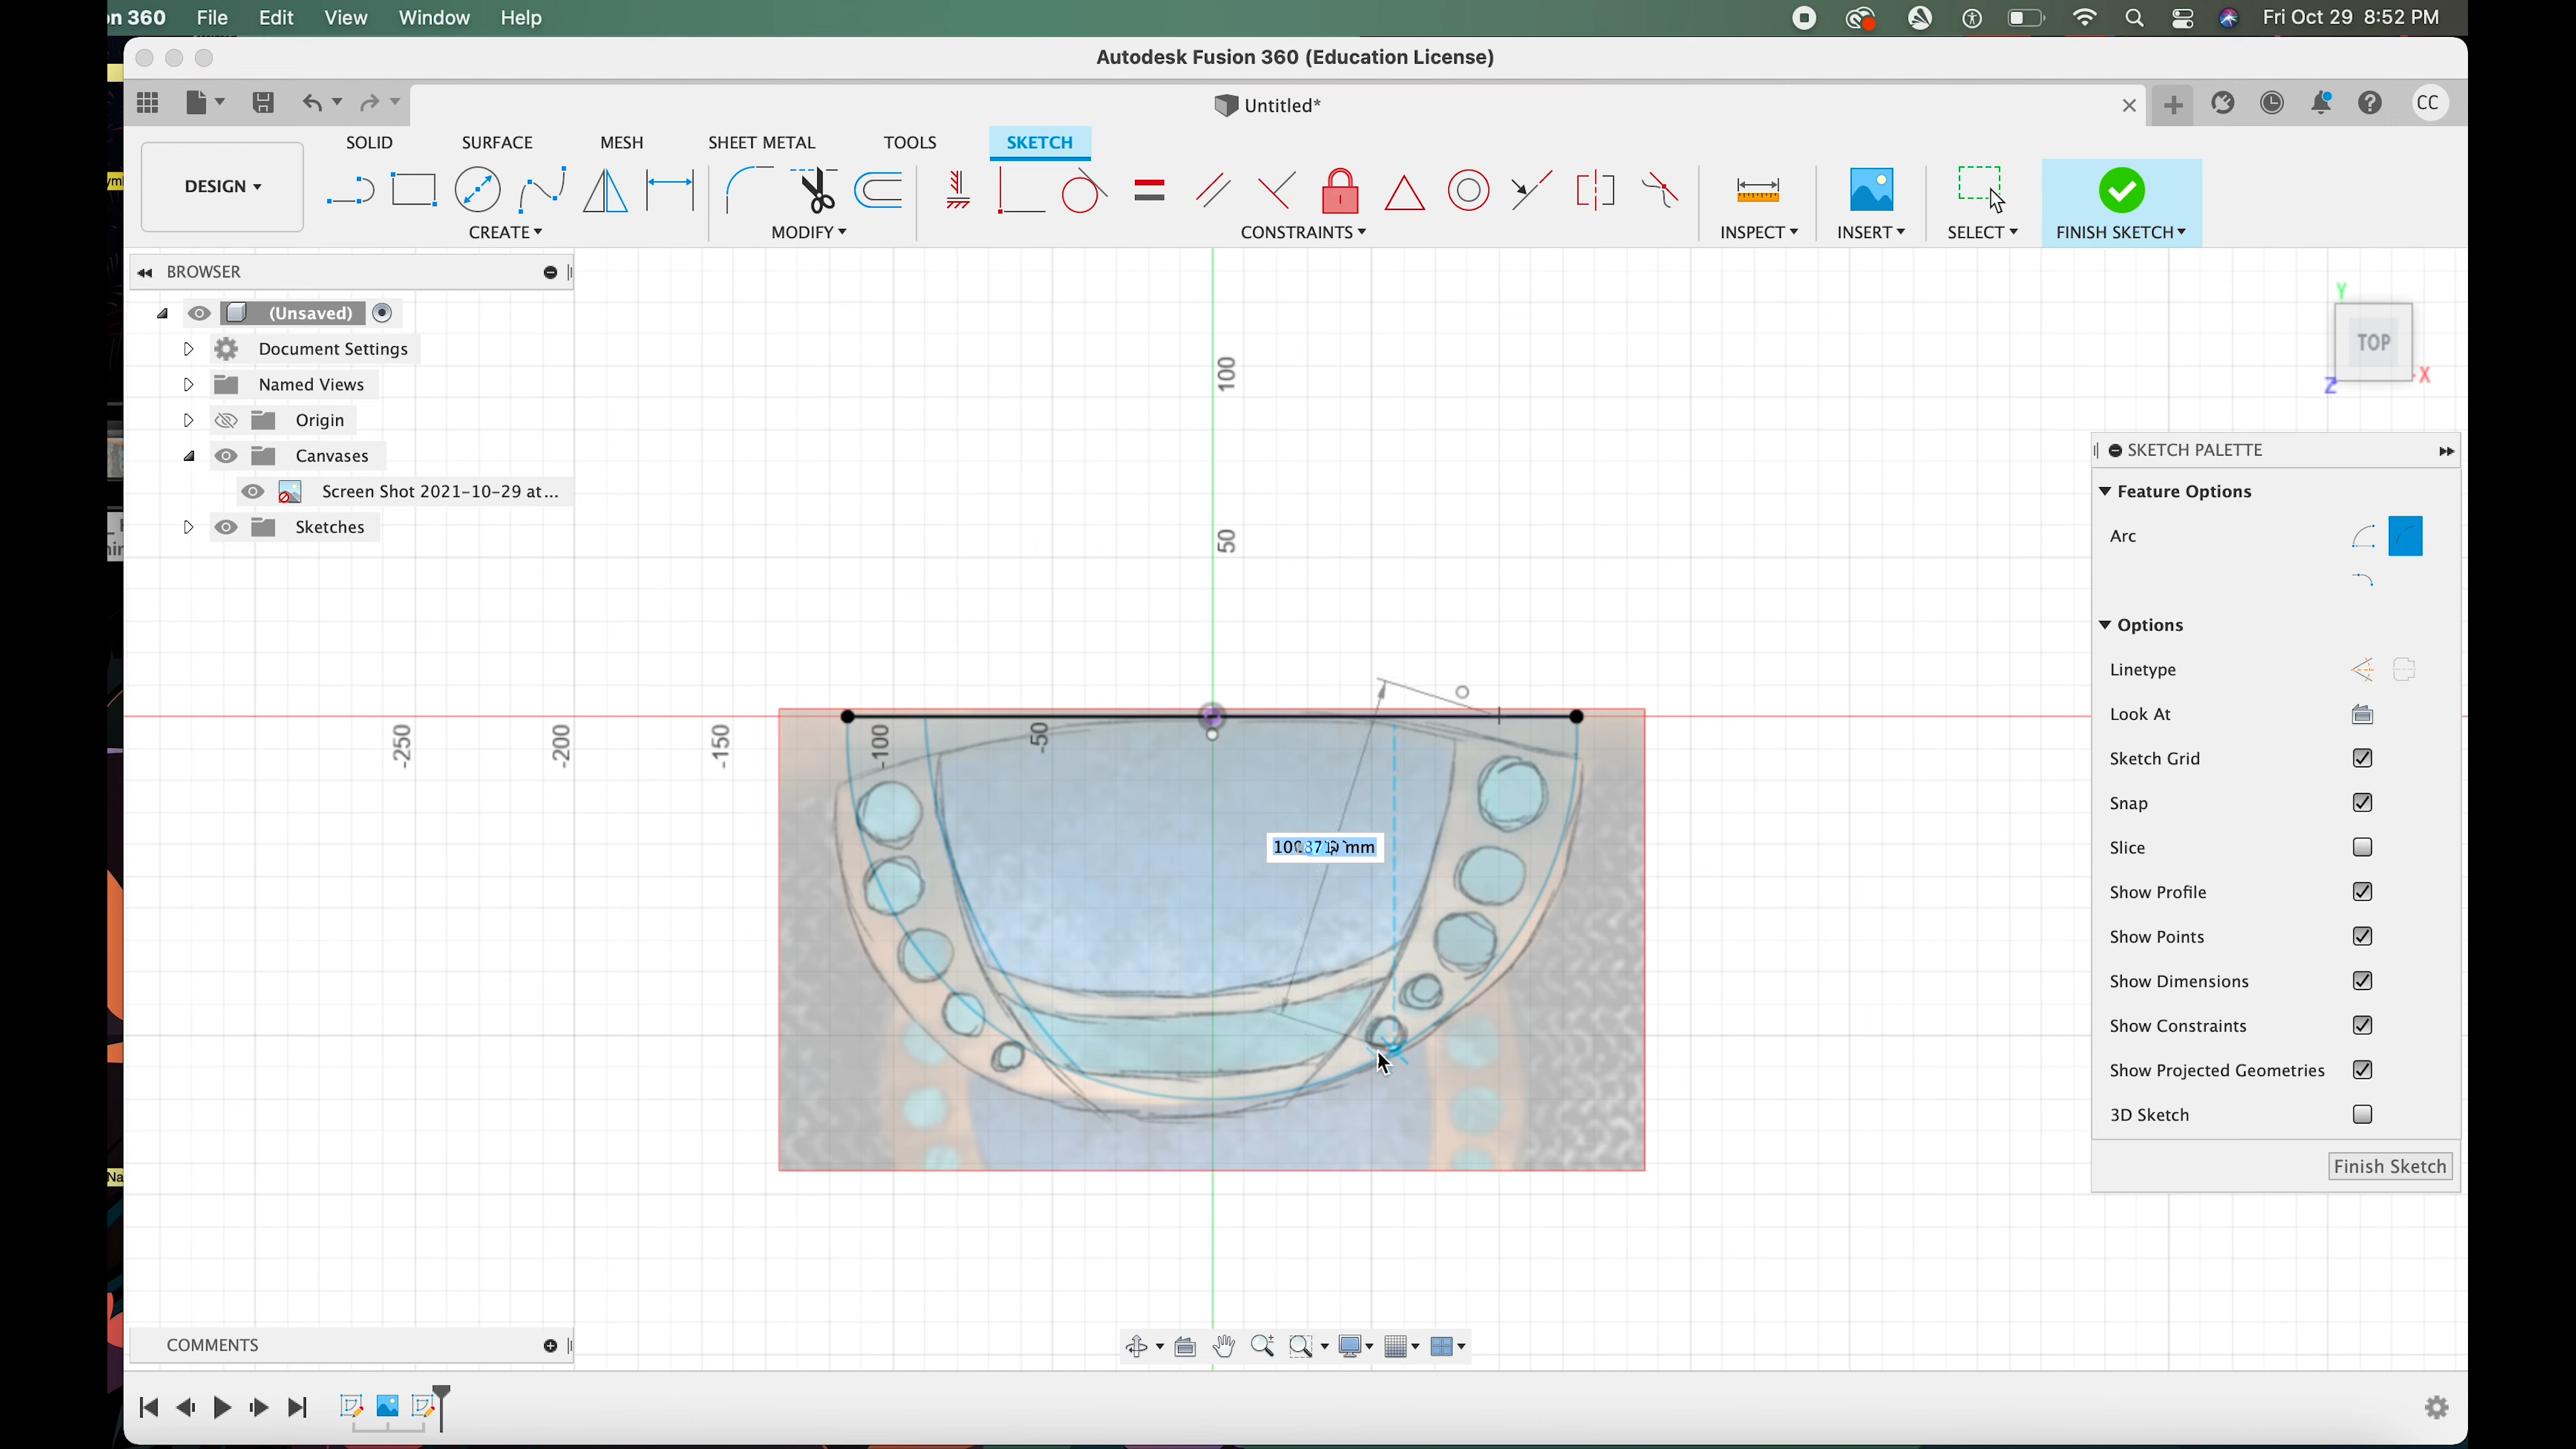 n 360 File Edit View Window Help Fri Oct 29 8:52 PM
Autodesk Fusion 360 (Education License)
Untitled* CC
SOLID SURFACE MESH SHEET METAL TOOLS SKETCH
DESIGN
CREATE MODIFY CONSTRAINTS INSPECT INSERT SELECT FINISH SKETCH
BROWSER
(Unsaved)
Document Settings
Named Views
Origin
Canvases
Screen Shot 2021-10-29 at...
Sketches
100
50
-250
-200
-150
-100
-50
Y
TOP
X
Z
SKETCH PALETTE
Feature Options
Arc
Options
Linetype
Look At
Sketch Grid
Snap
Slice
Show Profile
Show Points
Show Dimensions
Show Constraints
Show Projected Geometries
3D Sketch
Finish Sketch
mm
COMMENTS
Na